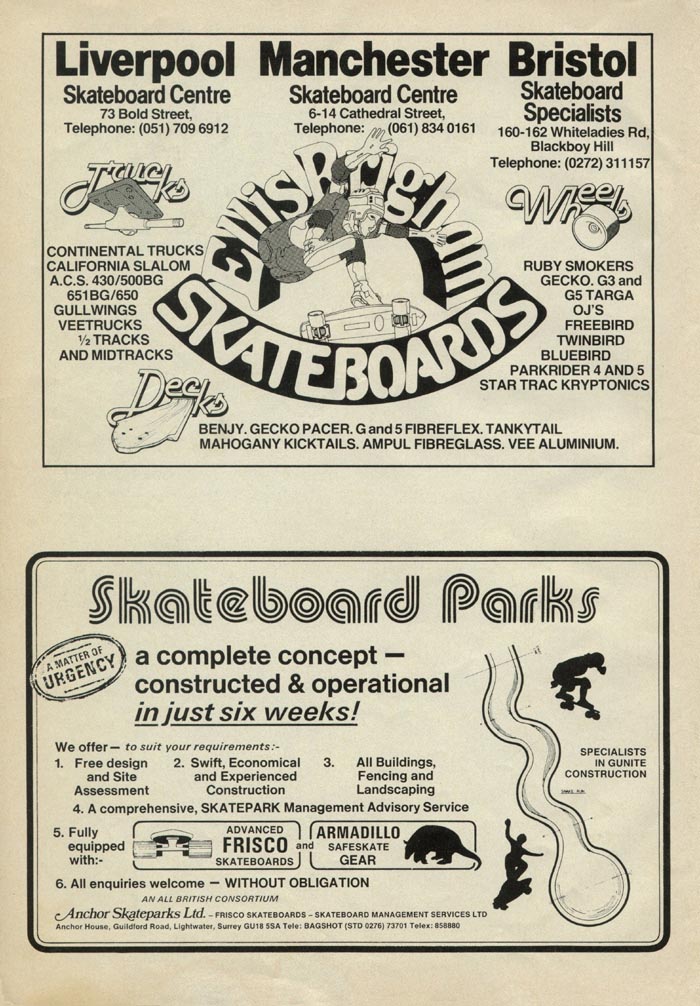 Liverpool
Skateboard Centre
73 Bold Street,
Telephone: (051) 709 6912
Manchester
Skateboard Centre
6-14 Cathedral Street,
Telephone: (061) 834 0161
Bristol
Skateboard
Specialists
160-162 Whiteladies Rd,
Blackboy Hill
Telephone: (0272) 311157
Trucks
CONTINENTAL TRUCKS
CALIFORNIA SLALOM
A.C.S. 430/500BG
651BG/650
GULLWINGS
VEETRUCKS
½ TRACKS
AND MIDTRACKS
Ellis Brigham
SKATEBOARDS
Wheels
RUBY SMOKERS
GECKO. G3 and
G5 TARGA
OJ'S
FREEBIRD
TWINBIRD
BLUEBIRD
PARKRIDER 4 AND 5
STAR TRAC KRYPTONICS
Decks
BENJY. GECKO PACER. G and 5 FIBREFLEX. TANKYTAIL
MAHOGANY KICKTAILS. AMPUL FIBREGLASS. VEE ALUMINIUM.
Skateboard Parks
A MATTER OF
URGENCY
a complete concept –
constructed & operational
in just six weeks!
We offer – to suit your requirements:-
1. Free design
and Site
Assessment
2. Swift, Economical
and Experienced
Construction
3. All Buildings,
Fencing and
Landscaping
4. A comprehensive, SKATEPARK Management Advisory Service
5. Fully
equipped
with:-
ADVANCED
FRISCO
SKATEBOARDS
and
ARMADILLO
SAFESKATE
GEAR
6. All enquiries welcome – WITHOUT OBLIGATION
SPECIALISTS
IN GUNITE
CONSTRUCTION
SNAKE RUN
AN ALL BRITISH CONSORTIUM
Anchor Skateparks Ltd. – FRISCO SKATEBOARDS – SKATEBOARD MANAGEMENT SERVICES LTD
Anchor House, Guildford Road, Lightwater, Surrey GU18 5SA Tele: BAGSHOT (STD 0276) 73701 Telex: 858880